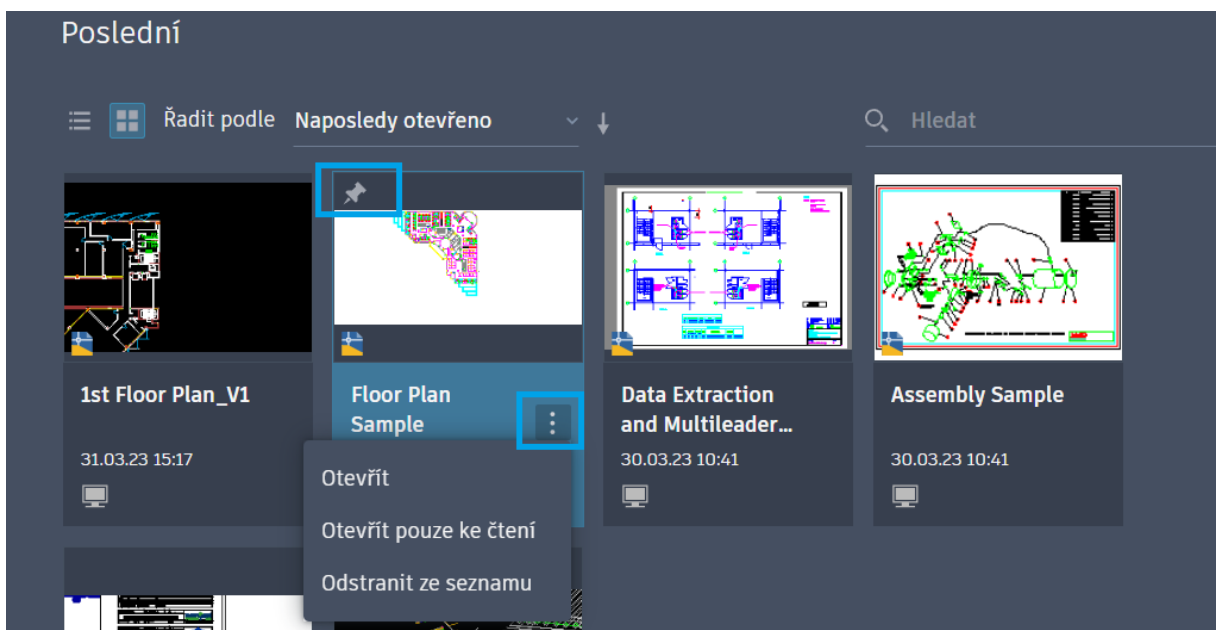 Poslední
Řadit podle Naposledy otevřeno
Hledat
1st Floor Plan_V1
31.03.23 15:17
Floor Plan
Sample
Data Extraction
and Multileader…
30.03.23 10:41
Assembly Sample
30.03.23 10:41
Otevřít
Otevřít pouze ke čtení
Odstranit ze seznamu